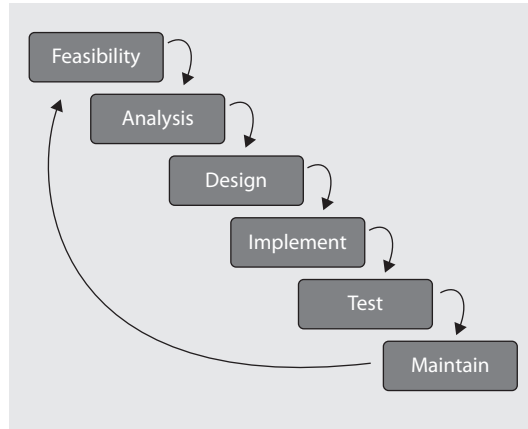 Feasibility
Analysis
Design
Implement
Test
Maintain